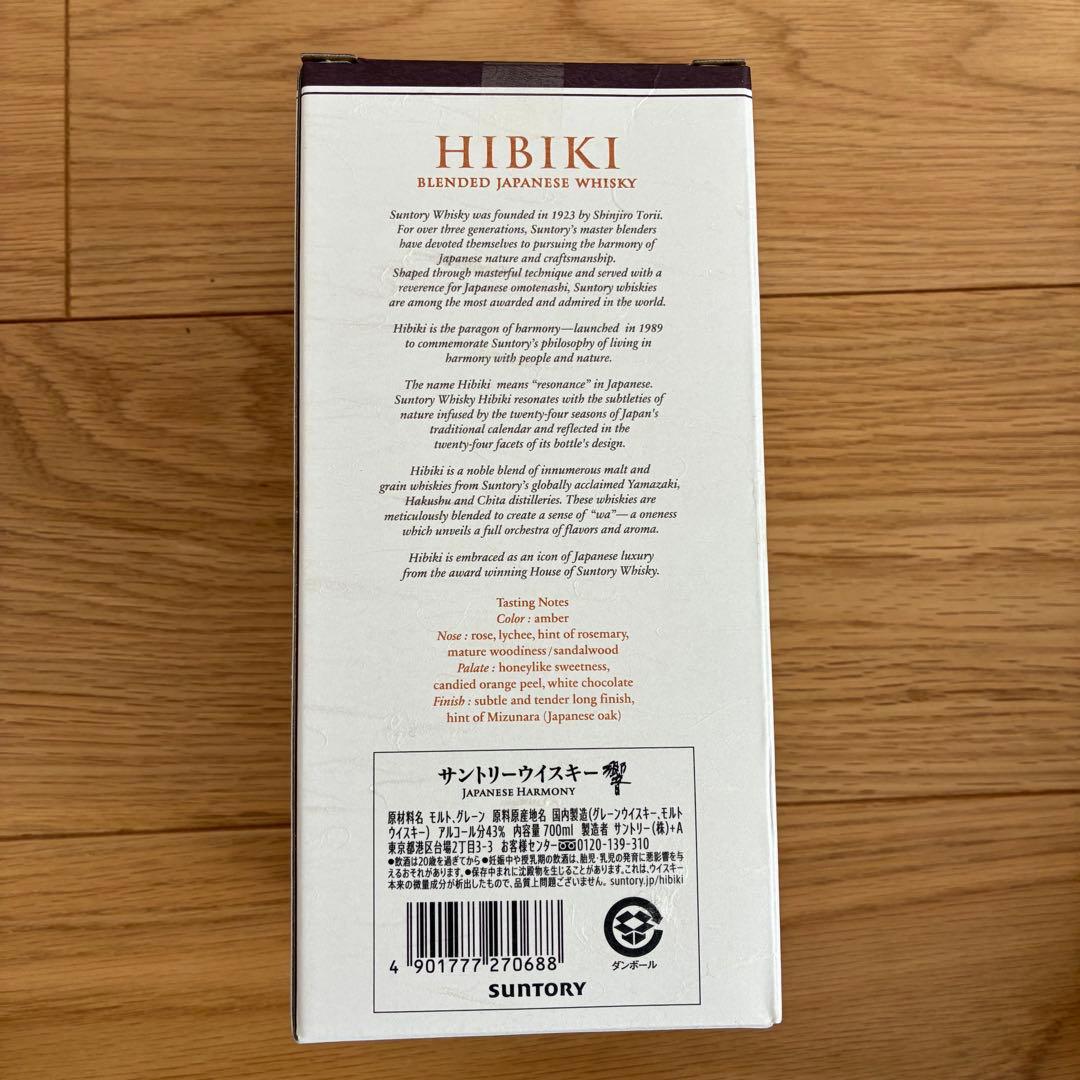 HIBIKI
BLENDED JAPANESE WHISKY
Suntory Whisky was founded in 1923 by Shinjiro Torii.
For over three generations, Suntory's master blenders
have devoted themselves to pursuing the harmony of
Japanese nature and craftsmanship.
Shaped through masterful technique and served with a
reverence for Japanese omotenashi, Suntory whiskies
are among the most awarded and admired in the world.
Hibiki is the paragon of harmony—launched in 1989
to commemorate Suntory's philosophy of living in
harmony with people and nature.
The name Hibiki means “resonance” in Japanese.
Suntory Whisky Hibiki resonates with the subtleties of
nature infused by the twenty-four seasons of Japan's
traditional calendar and reflected in the
twenty-four facets of its bottle's design.
Hibiki is a noble blend of innumerous malt and
grain whiskies from Suntory's globally acclaimed Yamazaki,
Hakushu and Chita distilleries. These whiskies are
meticulously blended to create a sense of “wa”—a oneness
which unveils a full orchestra of flavors and aroma.
Hibiki is embraced as an icon of Japanese luxury
from the award winning House of Suntory Whisky.
Tasting Notes
Color : amber
Nose : rose, lychee, hint of rosemary,
mature woodiness/sandalwood
Palate : honeylike sweetness,
candied orange peel, white chocolate
Finish : subtle and tender long finish,
hint of Mizunara (Japanese oak)
サントリーウイスキー響
JAPANESE HARMONY
原材料名 モルト、グレーン 原料原産地名 国内製造(グレーンウイスキー、モルト
ウイスキー) アルコール分43% 内容量700ml 製造者 サントリー(株)+A
東京都港区台場2丁目3-3 お客様センター 0120-139-310
●飲酒は20歳を過ぎてから●妊娠中や授乳期の飲酒は、胎児・乳児の発育に悪影響を与
えるおそれがあります。●保存中まれに沈殿物を生じることがあります。これは、ウイスキー
本来の微量成分が析出したもので、品質上問題ございません。suntory.jp/hibiki
4 901777 270688
ダンボール
SUNTORY